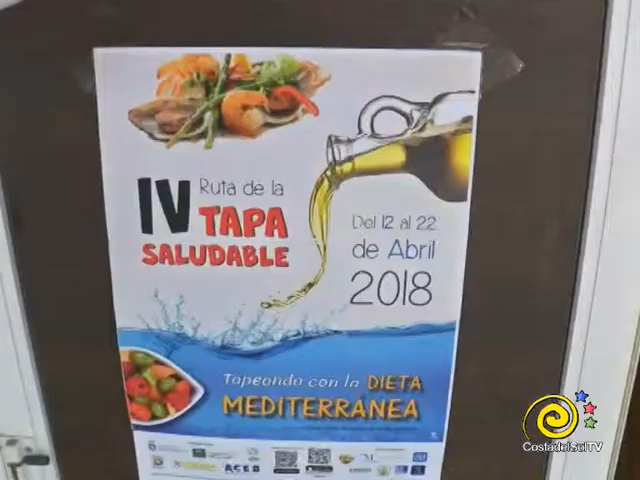 IV Ruta de la
TAPA
SALUDABLE
Del 12 al 22
de Abril
2018
Tapeando con la DIETA
MEDITERRÁNEA
CostadelSolTV